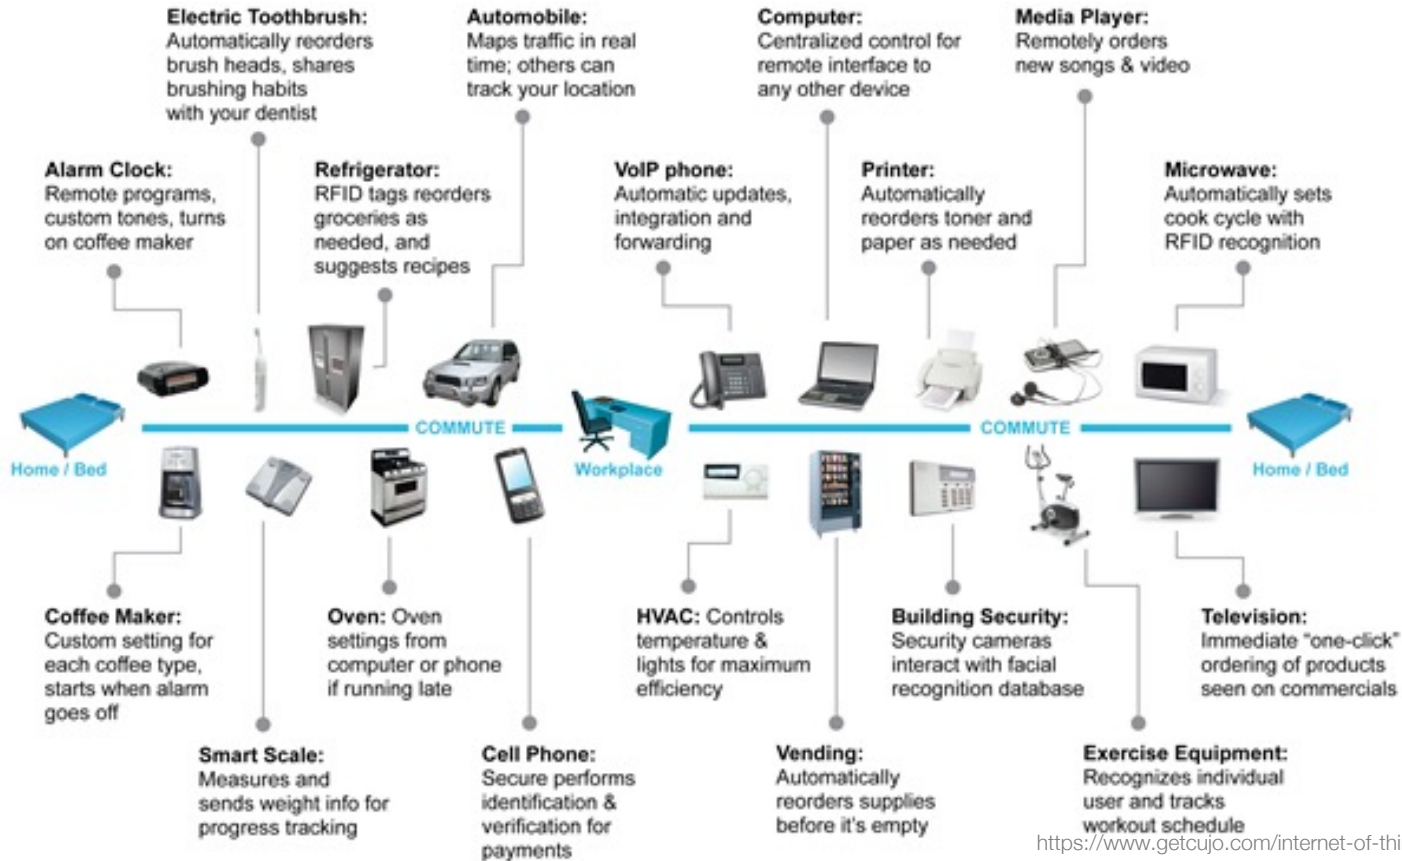 Electric Toothbrush:
Automatically reorders
brush heads, shares
brushing habits
with your dentist
Automobile:
Maps traffic in real
time; others can
track your location
Computer:
Centralized control for
remote interface to
any other device
Media Player:
Remotely orders
new songs & video
Alarm Clock:
Remote programs,
custom tones, turns
on coffee maker
Refrigerator:
RFID tags reorders
groceries as
needed, and
suggests recipes
VoIP phone:
Automatic updates,
integration and
forwarding
Printer:
Automatically
reorders toner and
paper as needed
Microwave:
Automatically sets
cook cycle with
RFID recognition
Home / Bed
COMMUTE
Workplace
COMMUTE
Home / Bed
Coffee Maker:
Custom setting for
each coffee type,
starts when alarm
goes off
Oven: Oven
settings from
computer or phone
if running late
HVAC: Controls
temperature &
lights for maximum
efficiency
Building Security:
Security cameras
interact with facial
recognition database
Television:
Immediate "one-click"
ordering of products
seen on commercials
Smart Scale:
Measures and
sends weight info for
progress tracking
Cell Phone:
Secure performs
identification &
verification for
payments
Vending:
Automatically
reorders supplies
before it's empty
Exercise Equipment:
Recognizes individual
user and tracks
workout schedule
https://www.getcujo.com/internet-of-thi